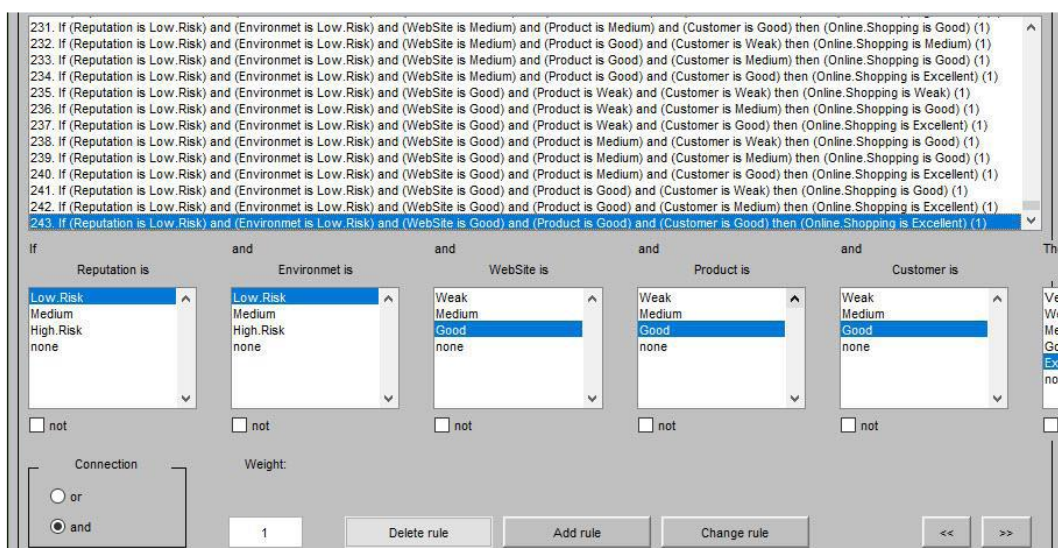 231. If (Reputation is Low.Risk) and (Environmet is Low.Risk) and (WebSite is Medium) and (Product is Medium) and (Customer is Good) then (Online.Shopping is Good) (1)
232. If (Reputation is Low.Risk) and (Environmet is Low.Risk) and (WebSite is Medium) and (Product is Good) and (Customer is Weak) then (Online.Shopping is Medium) (1)
233. If (Reputation is Low.Risk) and (Environmet is Low.Risk) and (WebSite is Medium) and (Product is Good) and (Customer is Medium) then (Online.Shopping is Good) (1)
234. If (Reputation is Low.Risk) and (Environmet is Low.Risk) and (WebSite is Medium) and (Product is Good) and (Customer is Good) then (Online.Shopping is Excellent) (1)
235. If (Reputation is Low.Risk) and (Environmet is Low.Risk) and (WebSite is Good) and (Product is Weak) and (Customer is Weak) then (Online.Shopping is Weak) (1)
236. If (Reputation is Low.Risk) and (Environmet is Low.Risk) and (WebSite is Good) and (Product is Weak) and (Customer is Medium) then (Online.Shopping is Good) (1)
237. If (Reputation is Low.Risk) and (Environmet is Low.Risk) and (WebSite is Good) and (Product is Weak) and (Customer is Good) then (Online.Shopping is Excellent) (1)
238. If (Reputation is Low.Risk) and (Environmet is Low.Risk) and (WebSite is Good) and (Product is Medium) and (Customer is Weak) then (Online.Shopping is Good) (1)
239. If (Reputation is Low.Risk) and (Environmet is Low.Risk) and (WebSite is Good) and (Product is Medium) and (Customer is Medium) then (Online.Shopping is Good) (1)
240. If (Reputation is Low.Risk) and (Environmet is Low.Risk) and (WebSite is Good) and (Product is Medium) and (Customer is Good) then (Online.Shopping is Excellent) (1)
241. If (Reputation is Low.Risk) and (Environmet is Low.Risk) and (WebSite is Good) and (Product is Good) and (Customer is Weak) then (Online.Shopping is Good) (1)
242. If (Reputation is Low.Risk) and (Environmet is Low.Risk) and (WebSite is Good) and (Product is Good) and (Customer is Medium) then (Online.Shopping is Excellent) (1)
243. If (Reputation is Low.Risk) and (Environmet is Low.Risk) and (WebSite is Good) and (Product is Good) and (Customer is Good) then (Online.Shopping is Excellent) (1)
If and and and and Th
Reputation is Environmet is WebSite is Product is Customer is
Low.Risk Low.Risk Weak Weak Weak Ve
Medium Medium Medium Medium Medium We
High.Risk High.Risk Good Good Good Me
none none none none none Go
Ex
no
not not not not not
Connection Weight:
or
and 1 Delete rule Add rule Change rule << >>